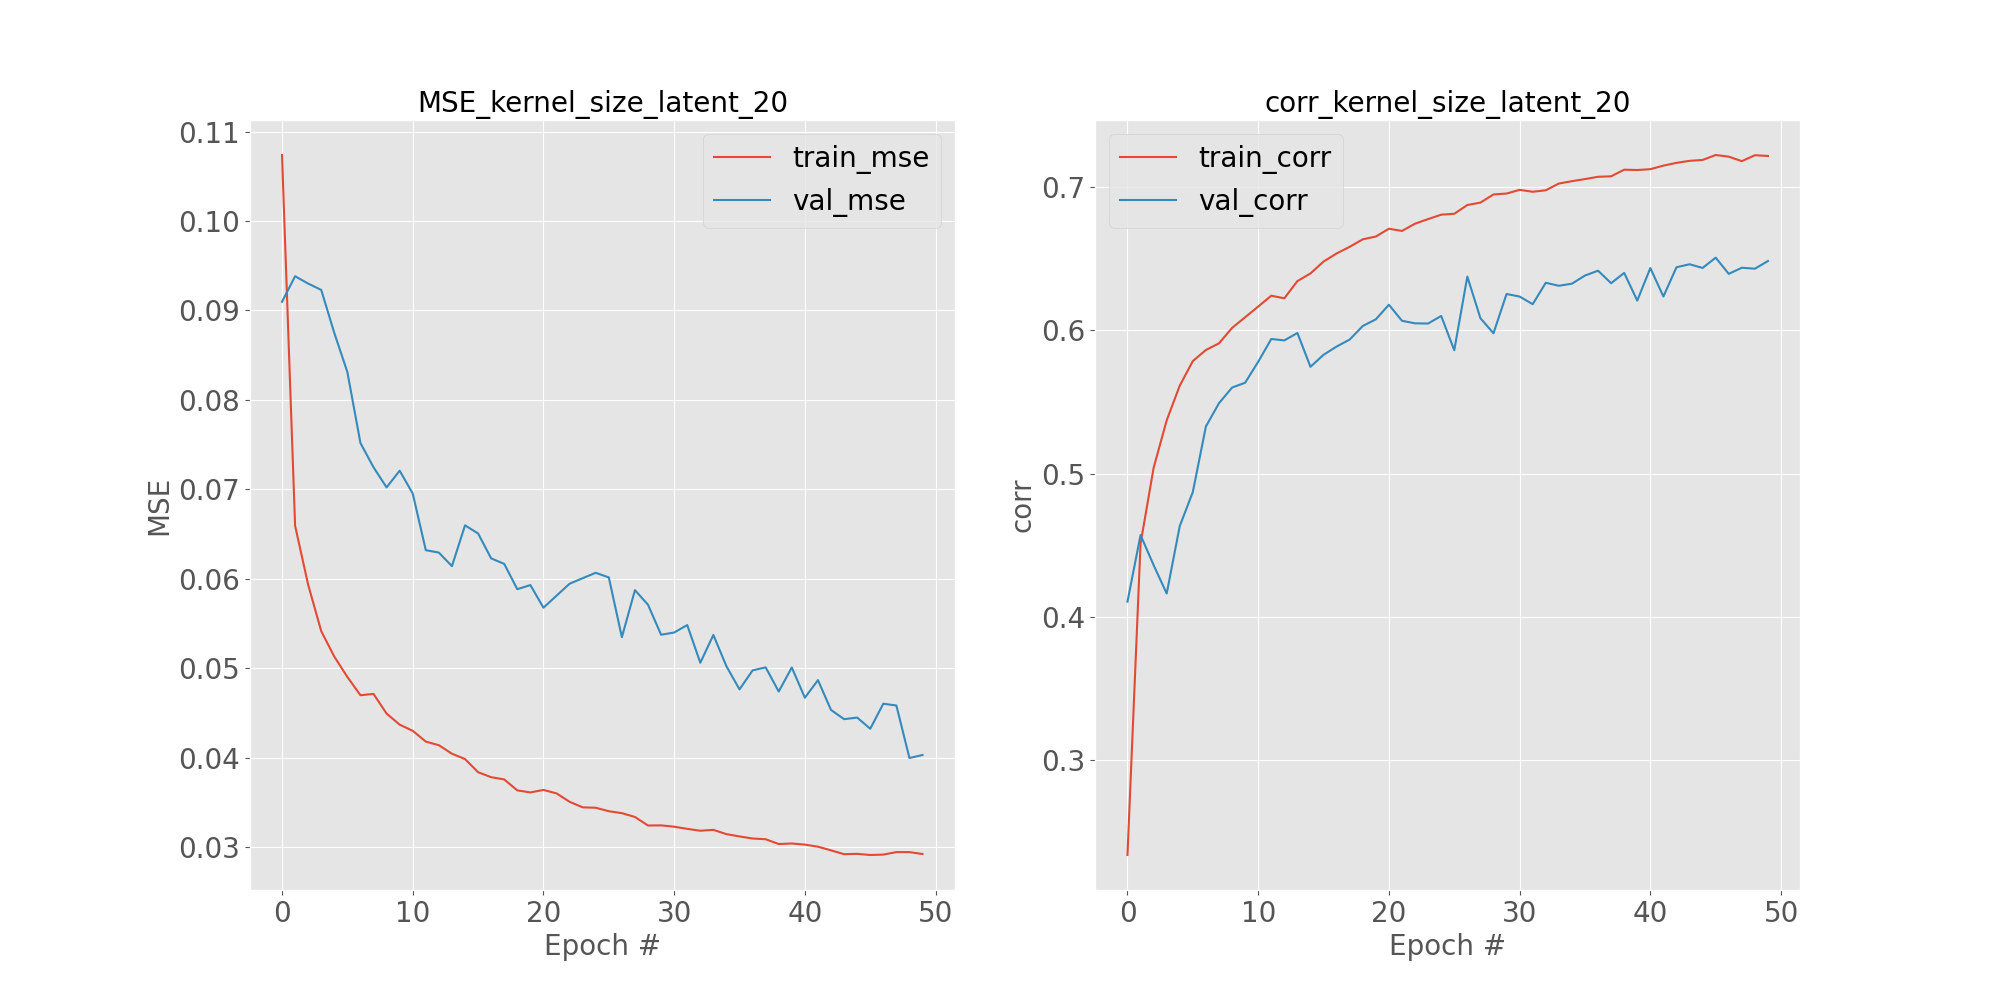 MSE_kernel_size_latent_20
0.11
0.10
0.09
0.08
0.07
0.06
0.05
0.04
0.03
MSE
train_mse
val_mse
0 10 20 30 40 50
Epoch #
corr_kernel_size_latent_20
0.7
0.6
0.5
0.4
0.3
corr
train_corr
val_corr
0 10 20 30 40 50
Epoch #